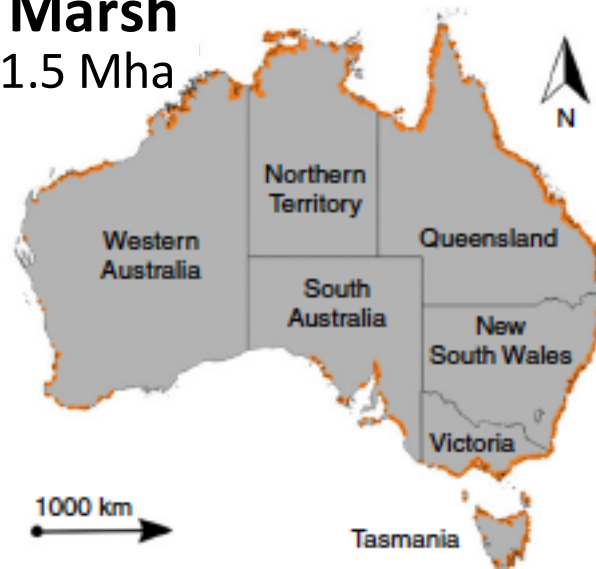 Marsh
1.5 Mha
N
Northern
Territory
Western
Australia
Queensland
South
Australia
New
South Wales
Victoria
1000 km
Tasmania